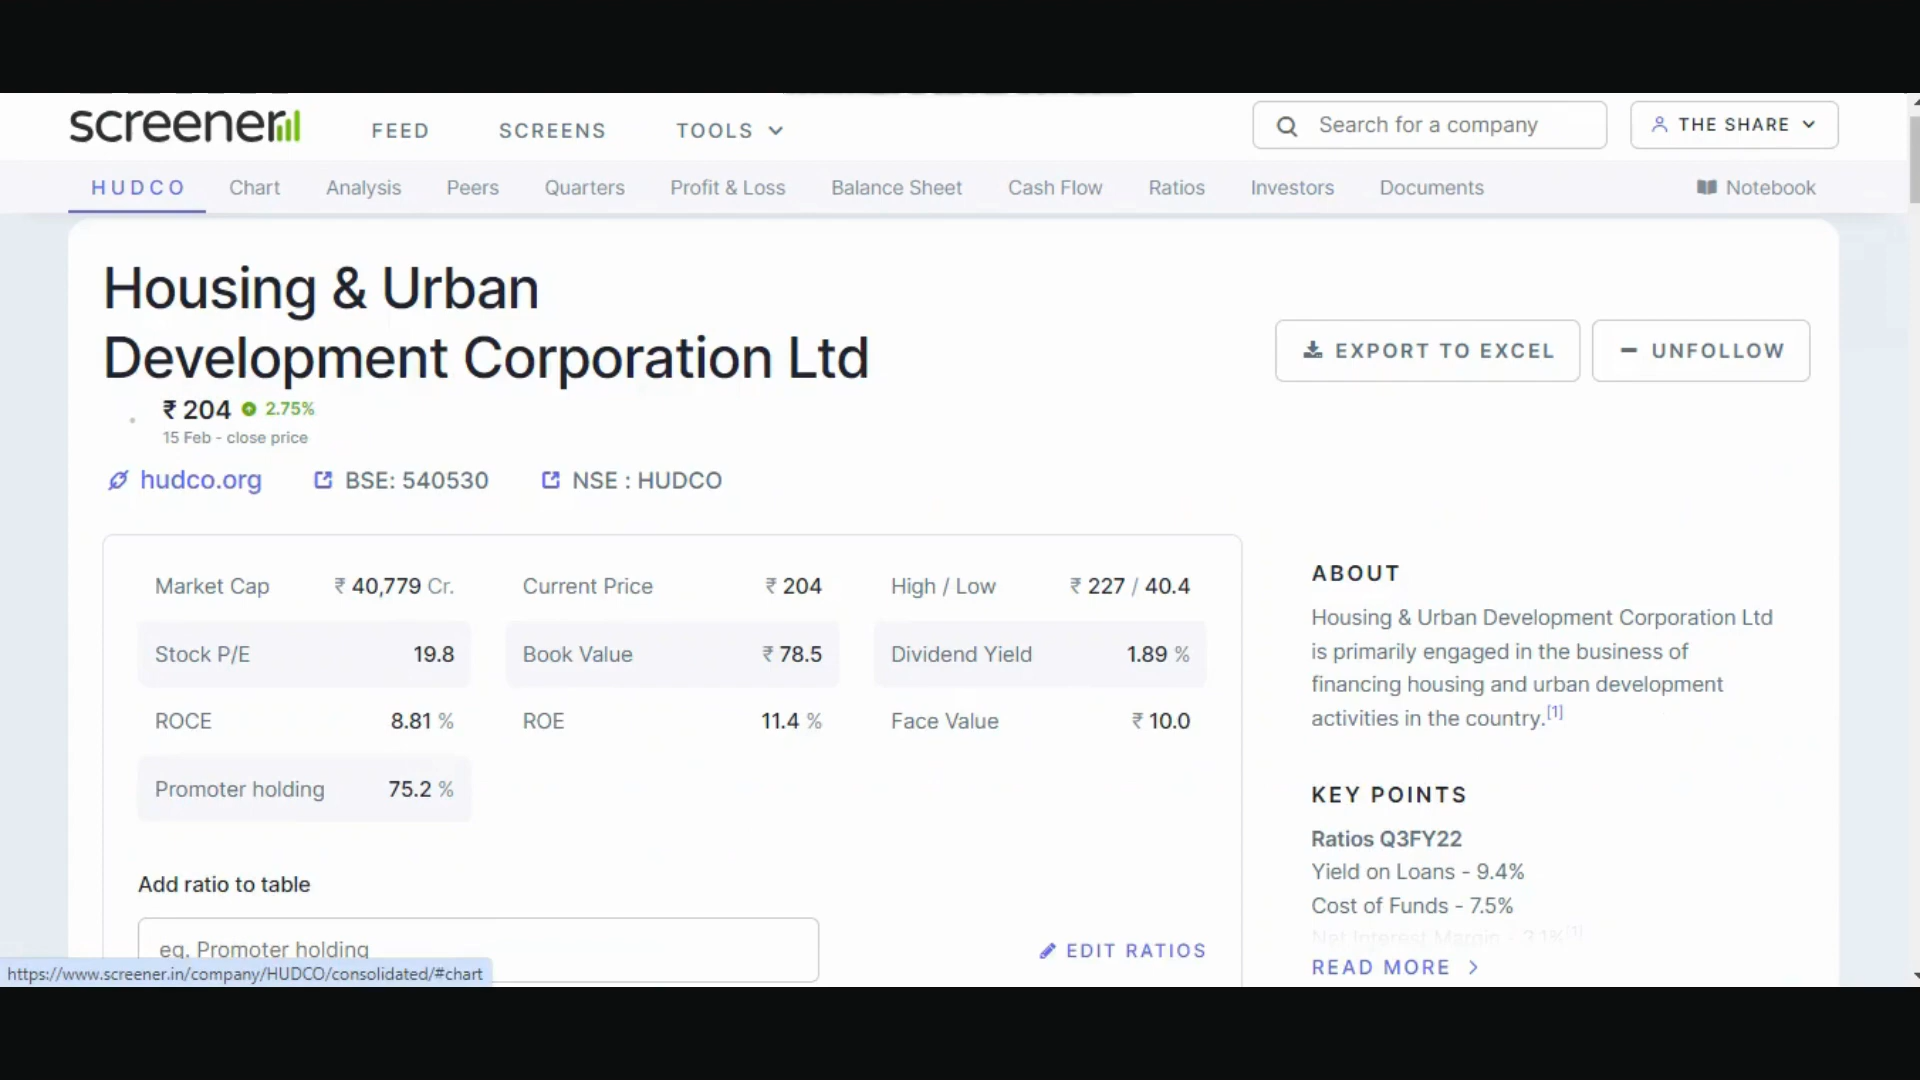 screener
FEED
SCREENS
TOOLS
Search for a company
THE SHARE
HUDCO
Chart
Analysis
Peers
Quarters
Profit & Loss
Balance Sheet
Cash Flow
Ratios
Investors
Documents
Notebook
Housing & Urban
Development Corporation Ltd
EXPORT TO EXCEL
UNFOLLOW
₹ 204 2.75%
15 Feb - close price
hudco.org
BSE: 540530
NSE : HUDCO
Market Cap ₹ 40,779 Cr.
Current Price ₹ 204
High / Low ₹ 227 / 40.4
Stock P/E 19.8
Book Value ₹ 78.5
Dividend Yield 1.89 %
ROCE 8.81 %
ROE 11.4 %
Face Value ₹ 10.0
Promoter holding 75.2 %
Add ratio to table
eg. Promoter holding
EDIT RATIOS
ABOUT
Housing & Urban Development Corporation Ltd
is primarily engaged in the business of
financing housing and urban development
activities in the country.[1]
KEY POINTS
Ratios Q3FY22
Yield on Loans - 9.4%
Cost of Funds - 7.5%
Net Interest Margin - 3.1%[1]
READ MORE
https://www.screener.in/company/HUDCO/consolidated/#chart